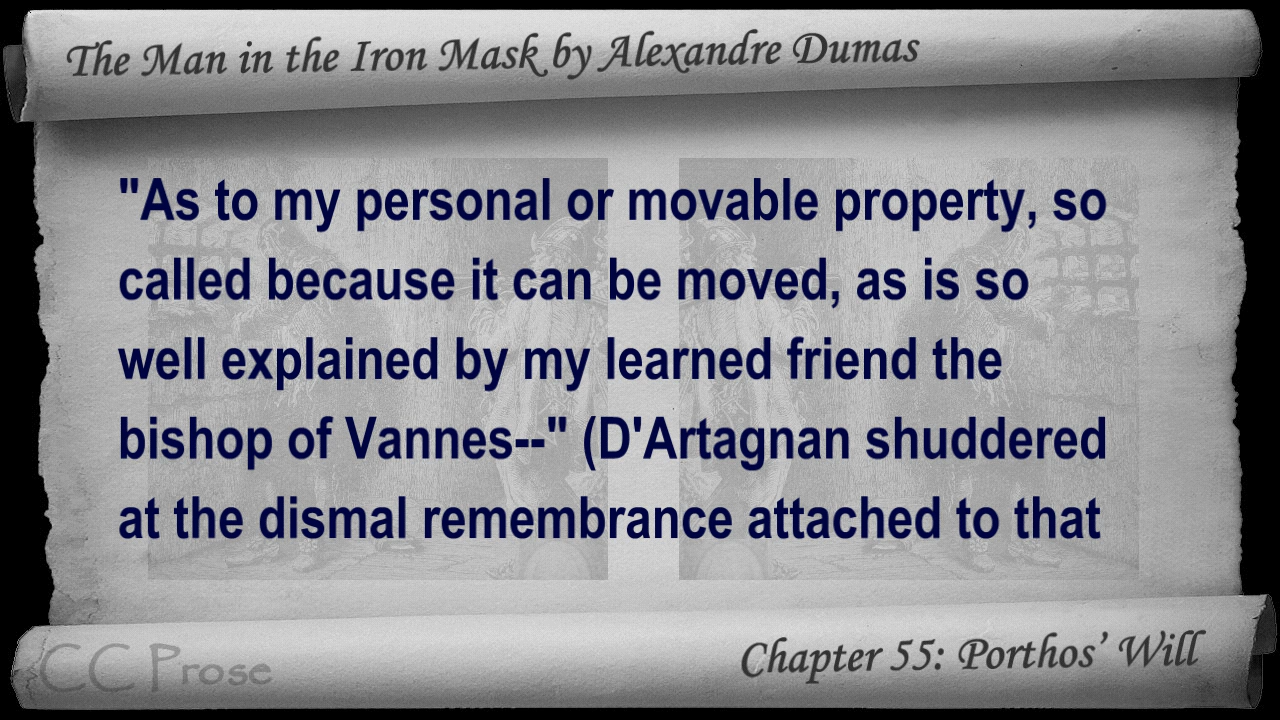 The Man in the Iron Mask by Alexandre Dumas
"As to my personal or movable property, so
called because it can be moved, as is so
well explained by my learned friend the
bishop of Vannes--" (D'Artagnan shuddered
at the dismal remembrance attached to that
CC Prose
Chapter 55: Porthos’ Will